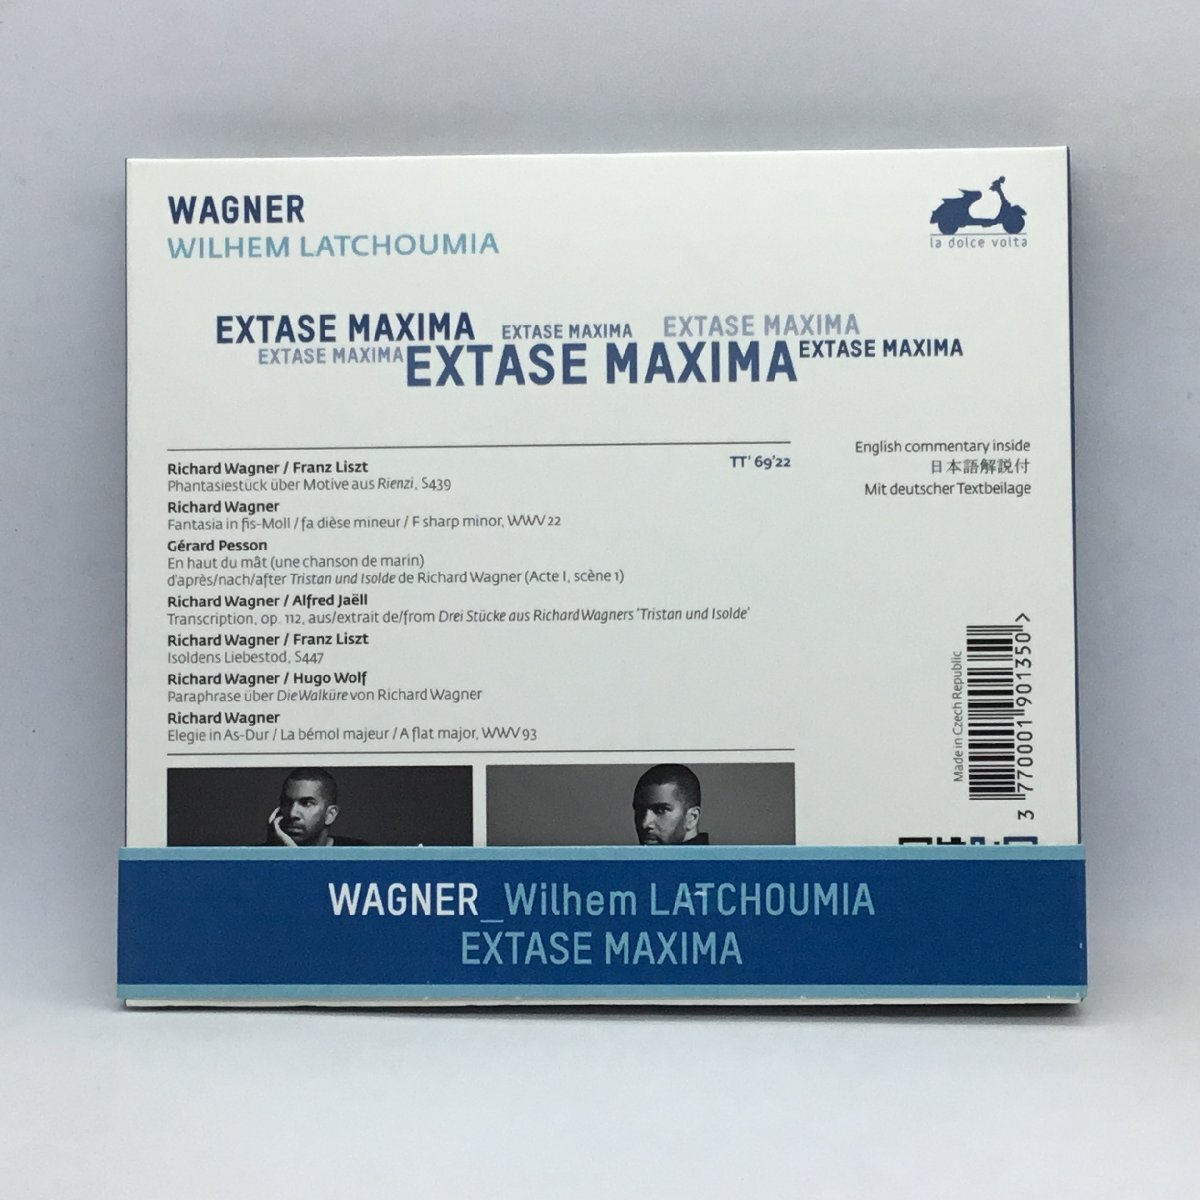 WAGNER
WILHEM LATCHOUMIA
la dolce volta
EXTASE MAXIMA EXTASE MAXIMA EXTASE MAXIMA
EXTASE MAXIMA EXTASE MAXIMA EXTASE MAXIMA
TT' 69'22
Richard Wagner / Franz Liszt
Phantasiestück über Motive aus Rienzi, S439
Richard Wagner
Fantasia in fis-Moll / fa dièse mineur / F sharp minor, WWV 22
Gérard Pesson
En haut du mât (une chanson de marin)
d'après/nach/after Tristan und Isolde de Richard Wagner (Acte I, scène 1)
Richard Wagner / Alfred Jaëll
Transcription, op. 112, aus/extrait de/from Drei Stücke aus Richard Wagners 'Tristan und Isolde'
Richard Wagner / Franz Liszt
Isoldens Liebestod, S447
Richard Wagner / Hugo Wolf
Paraphrase über Die Walküre von Richard Wagner
Richard Wagner
Elegie in As-Dur / La bémol majeur / A flat major, WWV 93
English commentary inside
日本語解説付
Mit deutscher Textbeilage
Made in Czech Republic
3 770001 901350 >
WAGNER_Wilhem LATCHOUMIA
EXTASE MAXIMA